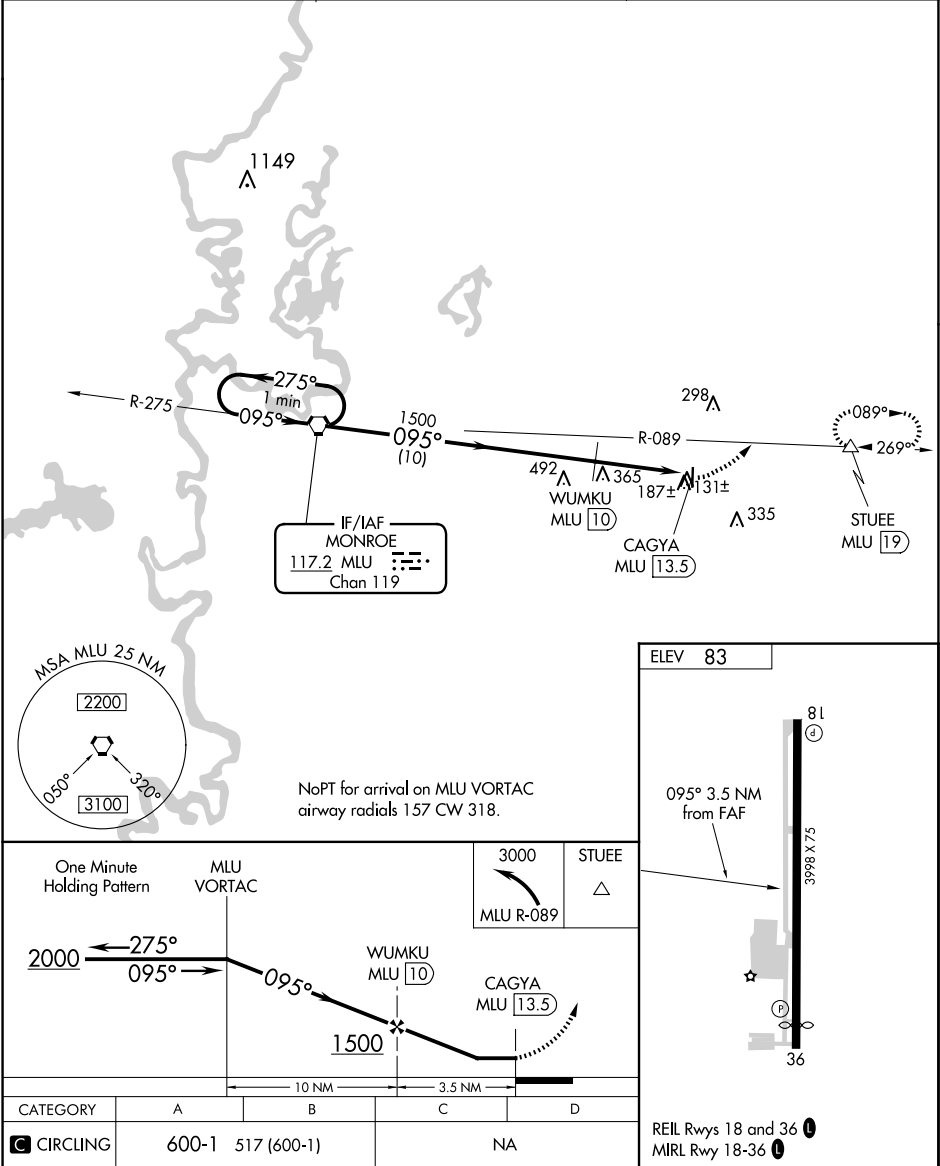 1149
275°
1 min
R-275
095°
1500
095°
(10)
298
R-089
089°
269°
492
365
187±
131±
335
WUMKU
MLU 10
CAGYA
MLU 13.5
STUEE
MLU 19
IF/IAF
MONROE
117.2 MLU
Chan 119
MSA MLU 25 NM
2200
050°
320°
3100
NoPT for arrival on MLU VORTAC
airway radials 157 CW 318.
ELEV 83
18
P
095° 3.5 NM
from FAF
3998 X 75
P
36
REIL Rwys 18 and 36 L
MIRL Rwy 18-36 L
One Minute
Holding Pattern
MLU
VORTAC
3000
MLU R-089
STUEE
2000
275°
095°
095°
WUMKU
MLU 10
1500
CAGYA
MLU 13.5
10 NM
3.5 NM
CATEGORY A B C D
C CIRCLING 600-1 517 (600-1) NA